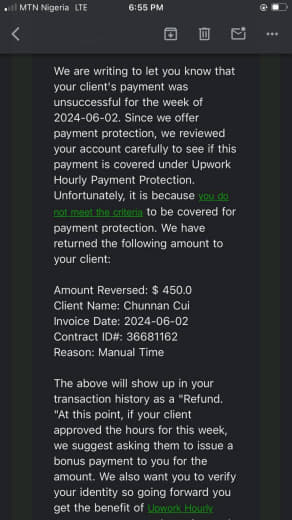 MTN Nigeria LTE 6:55 PM
We are writing to let you know that
your client's payment was
unsuccessful for the week of
2024-06-02. Since we offer
payment protection, we reviewed
your account carefully to see if this
payment is covered under Upwork
Hourly Payment Protection.
Unfortunately, it is because you do
not meet the criteria to be covered for
payment protection. We have
returned the following amount to
your client:
Amount Reversed: $ 450.0
Client Name: Chunnan Cui
Invoice Date: 2024-06-02
Contract ID#: 36681162
Reason: Manual Time
The above will show up in your
transaction history as a "Refund.
"At this point, if your client
approved the hours for this week,
we suggest asking them to issue a
bonus payment to you for the
amount. We also want you to verify
your identity so going forward you
get the benefit of Upwork Hourly